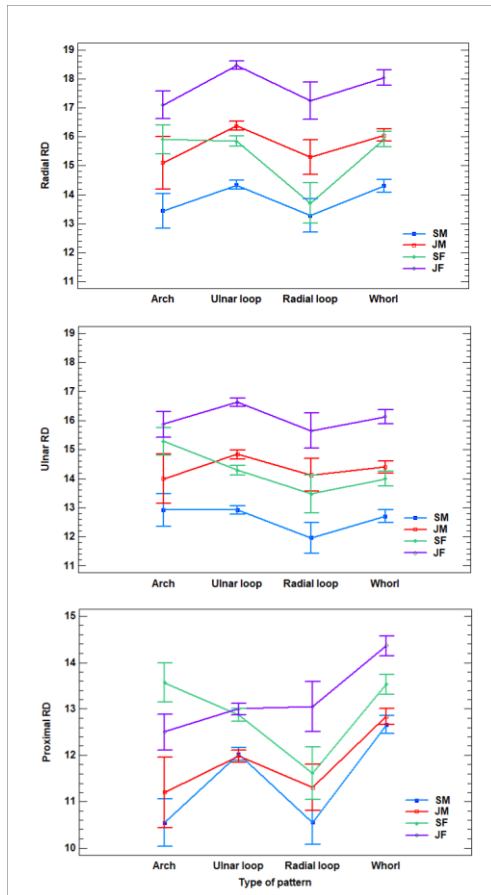 19
18
17
16
15
14
13
12
11
Radial RD
SM
JM
SF
JF
Arch Ulnar loop Radial loop Whorl
19
18
17
16
15
14
13
12
11
Ulnar RD
SM
JM
SF
JF
Arch Ulnar loop Radial loop Whorl
15
14
13
12
11
10
Proximal RD
SM
JM
SF
JF
Arch Ulnar loop Radial loop Whorl
Type of pattern